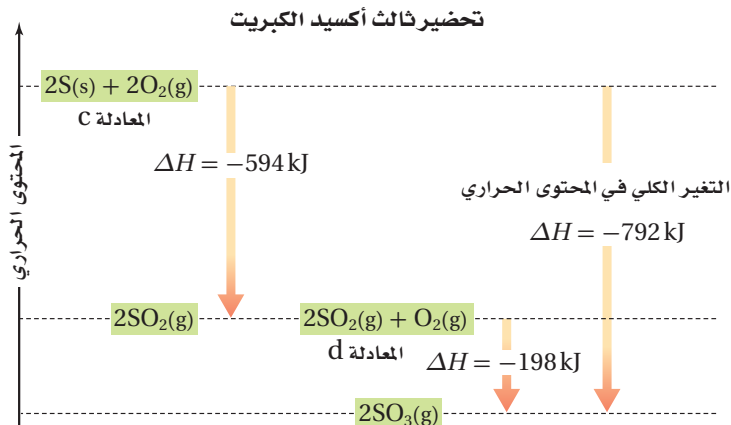 تحضير ثالث أكسيد الكبريت
2S(s) + 2O₂(g)
المعادلة c
ΔH = −594 kJ
التغير الكلي في المحتوى الحراري
ΔH = −792 kJ
المحتوى الحراري
2SO₂(g)
2SO₂(g) + O₂(g)
المعادلة d
ΔH = −198 kJ
2SO₃(g)